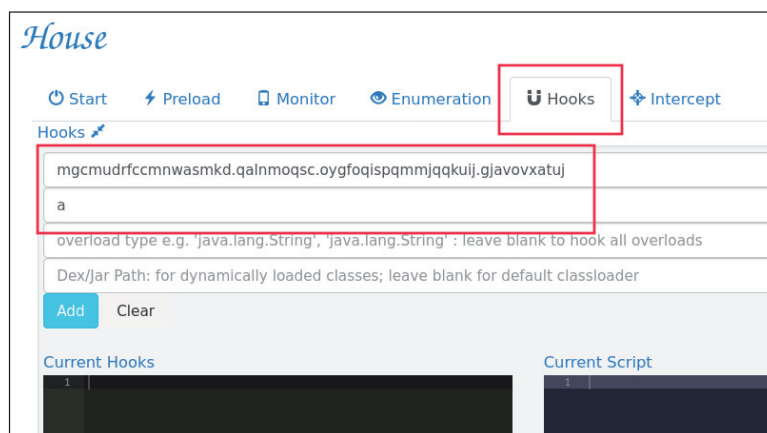 House
Start Preload Monitor Enumeration Hooks Intercept
Hooks
mgcmudrfccmnwasmkd.qalnmoqsc.oygfoqispqmmjqqkuij.gjavovxatuj
a
overload type e.g. 'java.lang.String', 'java.lang.String' : leave blank to hook all overloads
Dex/Jar Path: for dynamically loaded classes; leave blank for default classloader
Add Clear
Current Hooks Current Script
1 1